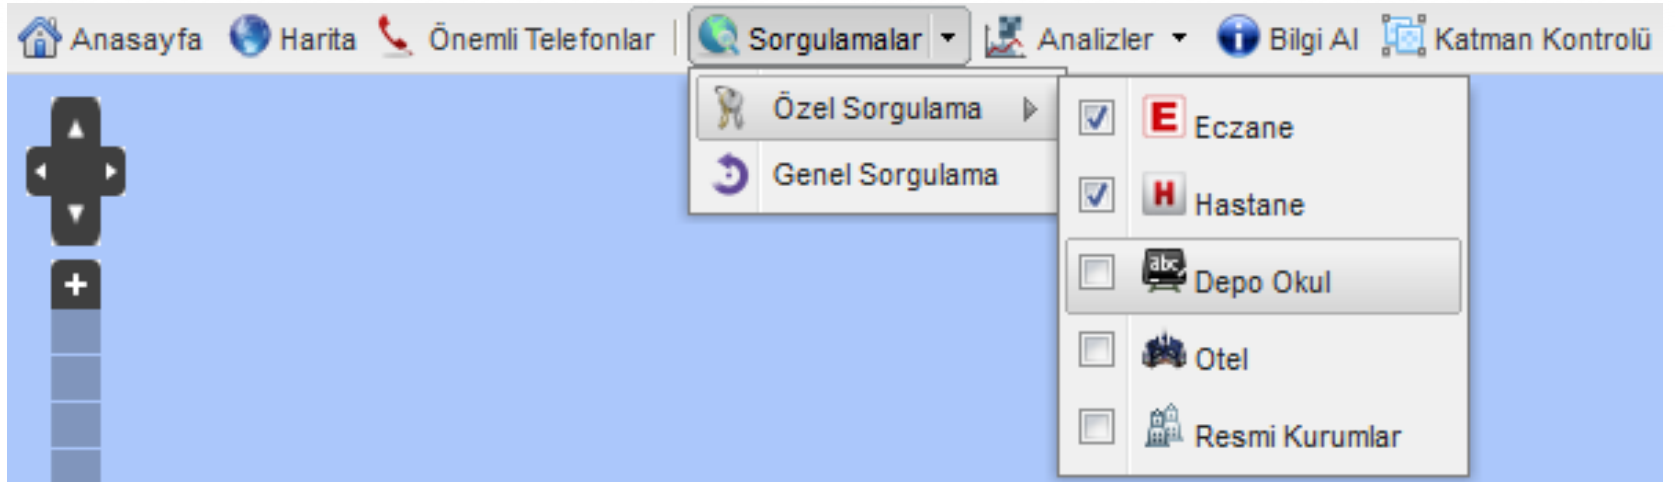 Anasayfa Harita Önemli Telefonlar Sorgulamalar Analizler Bilgi Al Katman Kontrolü
Özel Sorgulama
Genel Sorgulama
E Eczane
H Hastane
abc Depo Okul
Otel
Resmi Kurumlar